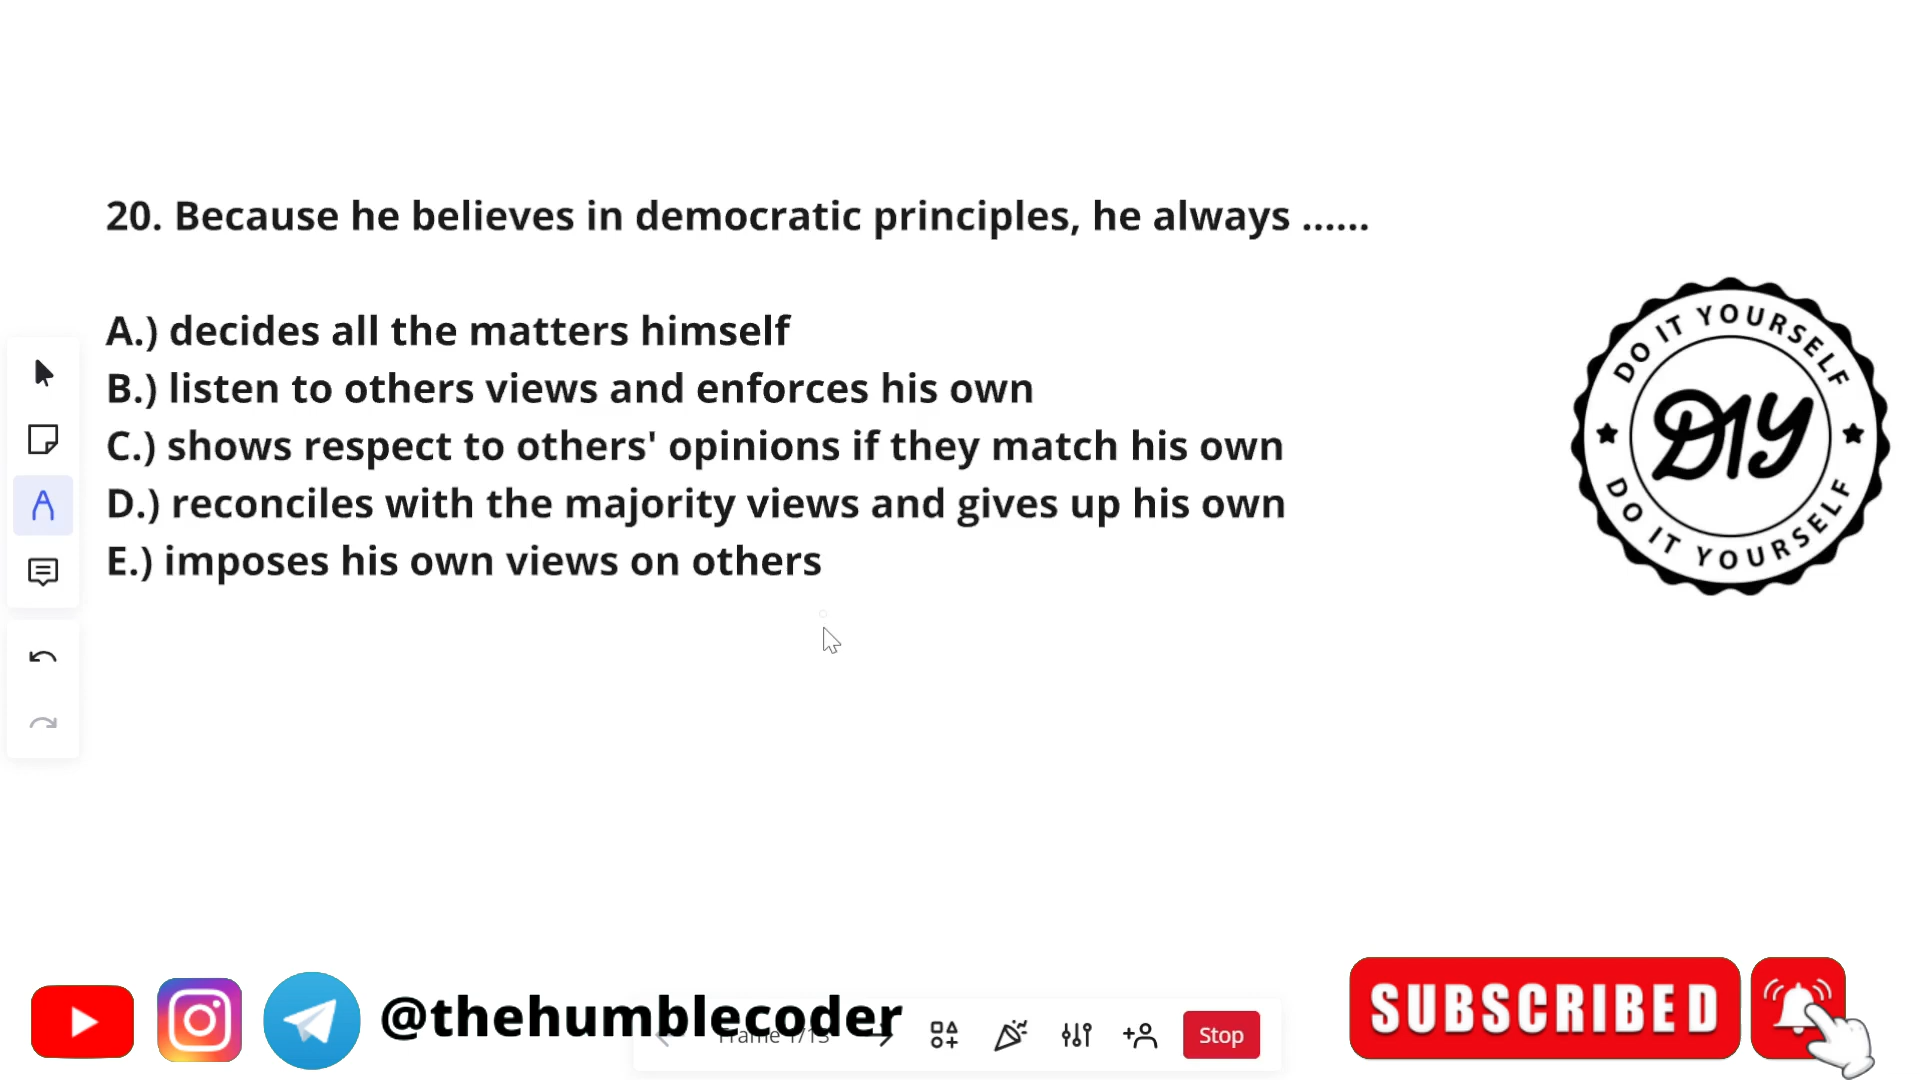 20. Because he believes in democratic principles, he always ......
A.) decides all the matters himself
B.) listen to others views and enforces his own
C.) shows respect to others' opinions if they match his own
D.) reconciles with the majority views and gives up his own
E.) imposes his own views on others
DO IT YOURSELF
DIY
DO IT YOURSELF
@thehumblecoder
Frame 1/13
Stop
SUBSCRIBED